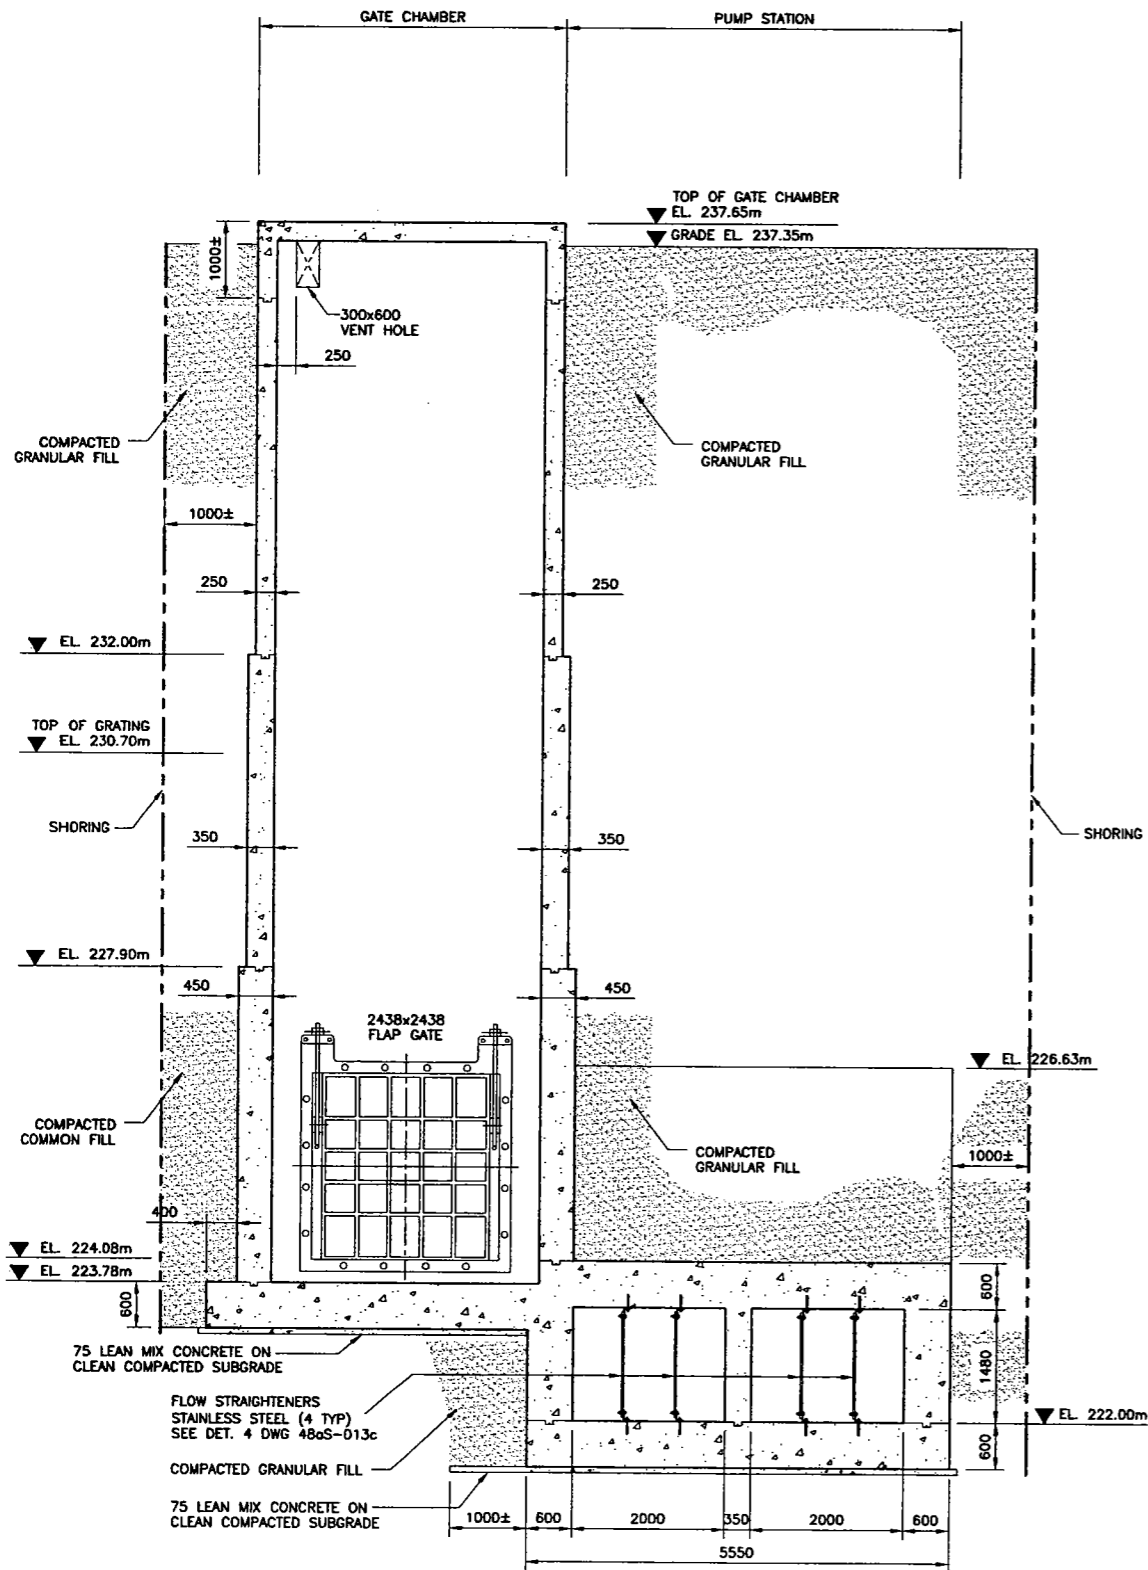 GATE CHAMBER
PUMP STATION
TOP OF GATE CHAMBER
EL. 237.65m
GRADE EL. 237.35m
1000±
300x600
VENT HOLE
250
COMPACTED
GRANULAR FILL
COMPACTED
GRANULAR FILL
1000±
250
250
EL. 232.00m
TOP OF GRATING
EL. 230.70m
SHORING
SHORING
350
350
EL. 227.90m
450
450
2438x2438
FLAP GATE
EL. 226.63m
COMPACTED
COMMON FILL
COMPACTED
GRANULAR FILL
1000±
400
EL. 224.08m
EL. 223.78m
600
600
75 LEAN MIX CONCRETE ON
CLEAN COMPACTED SUBGRADE
1480
FLOW STRAIGHTENERS
STAINLESS STEEL (4 TYP)
SEE DET. 4 DWG 48aS-013c
EL. 222.00m
600
COMPACTED GRANULAR FILL
75 LEAN MIX CONCRETE ON
CLEAN COMPACTED SUBGRADE
1000±
600
2000
350
2000
600
5550